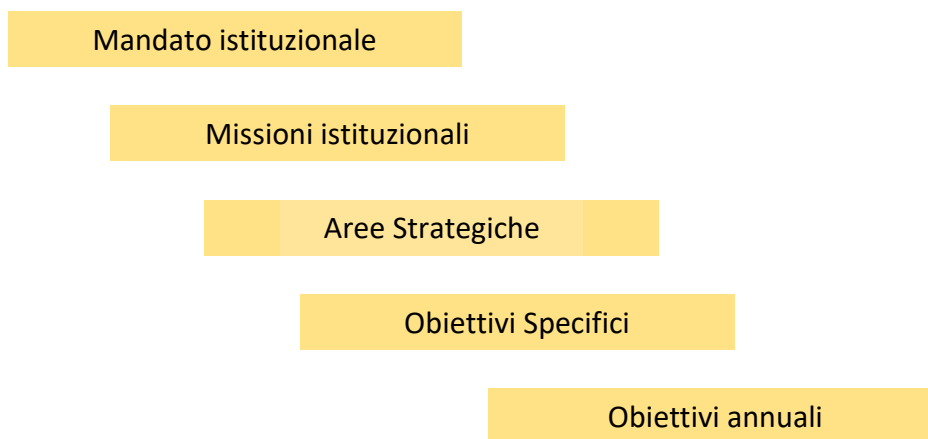 Mandato istituzionale
Missioni istituzionali
Aree Strategiche
Obiettivi Specifici
Obiettivi annuali